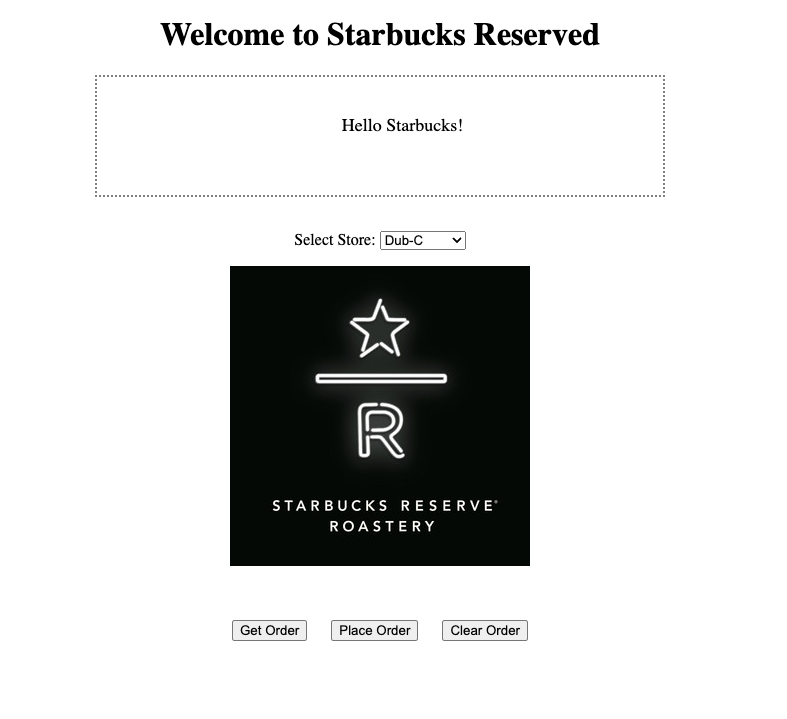 Welcome to Starbucks Reserved
Hello Starbucks!
Select Store: Dub-C
R
STARBUCKS RESERVE®
ROASTERY
Get Order Place Order Clear Order